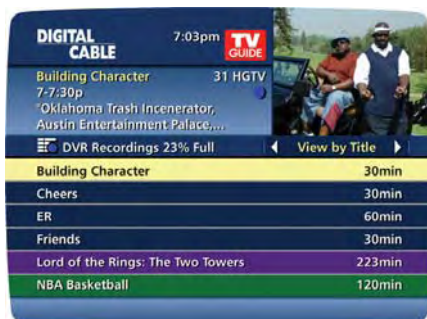 DIGITAL CABLE
7:03pm
TV GUIDE
Building Character 31 HGTV
7-7:30p
"Oklahoma Trash Incenerator,
Austin Entertainment Palace,...
DVR Recordings 23% Full View by Title
Building Character 30min
Cheers 30min
ER 60min
Friends 30min
Lord of the Rings: The Two Towers 223min
NBA Basketball 120min